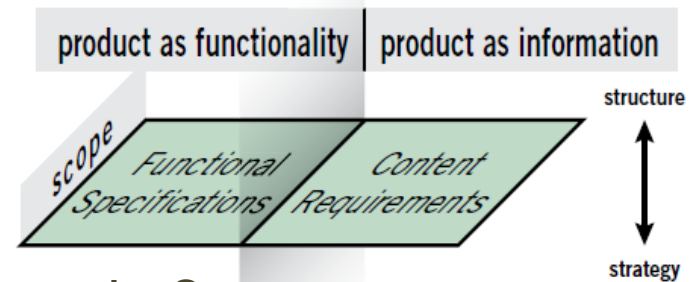 product as functionality | product as information
structure
scope
Functional Specifications
Content Requirements
strategy